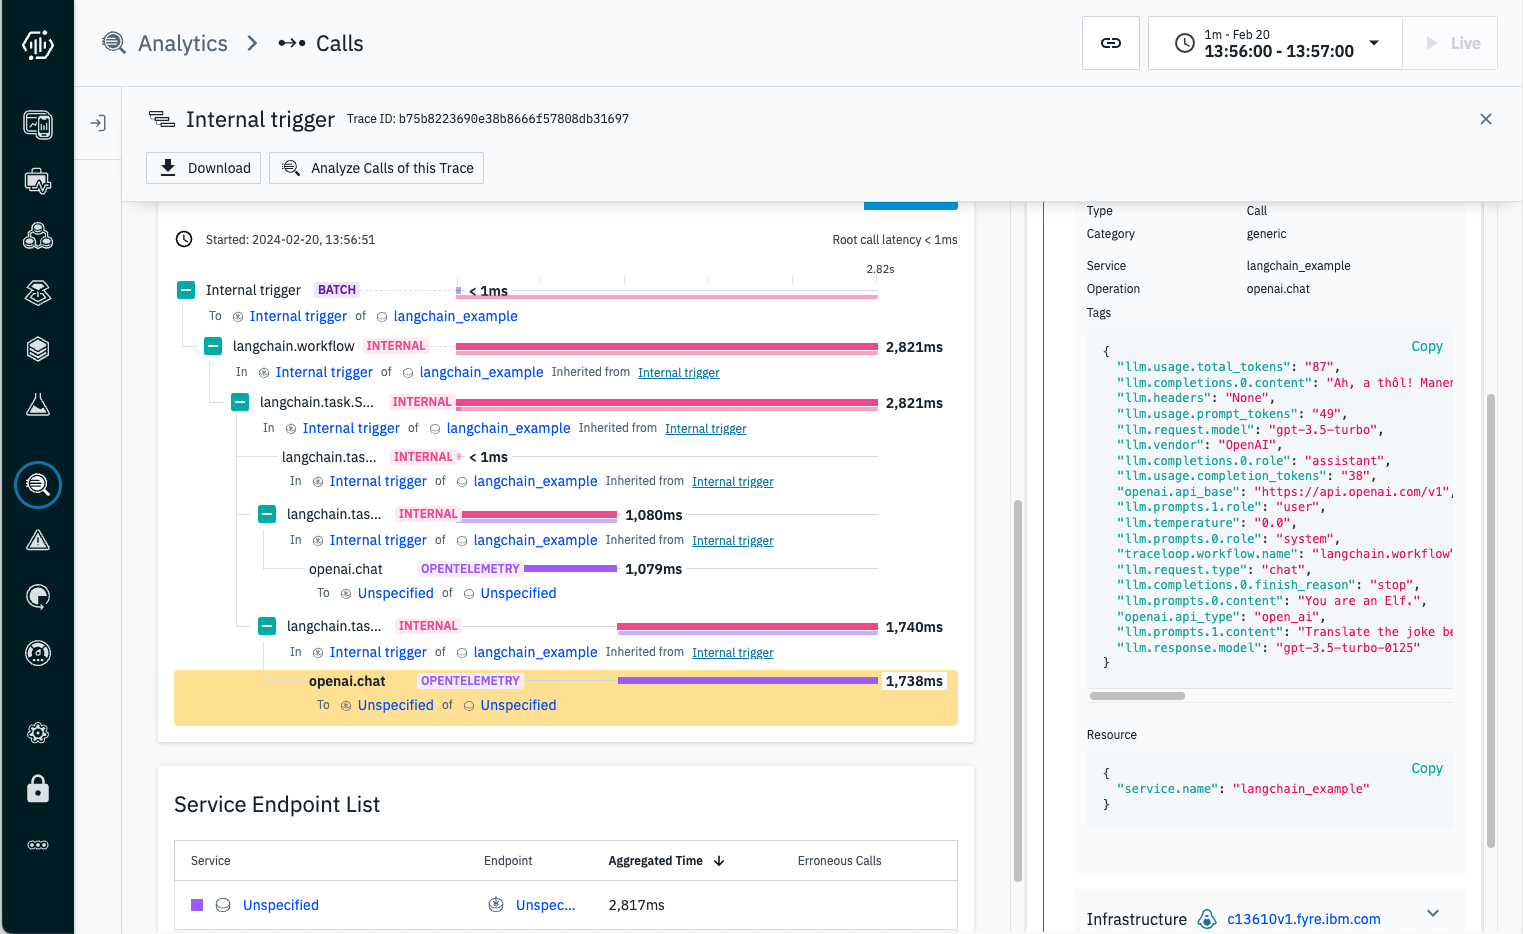 Analytics > Calls
1m - Feb 20
13:56:00 - 13:57:00
Live
Internal trigger Trace ID: b75b8223690e38b8666f57808db31697
Download
Analyze Calls of this Trace
Started: 2024-02-20, 13:56:51
Root call latency < 1ms
2.82s
Internal trigger BATCH < 1ms
To Internal trigger of langchain_example
langchain.workflow INTERNAL 2,821ms
In Internal trigger of langchain_example Inherited from Internal trigger
langchain.task.S... INTERNAL 2,821ms
In Internal trigger of langchain_example Inherited from Internal trigger
langchain.tas... INTERNAL < 1ms
In Internal trigger of langchain_example Inherited from Internal trigger
langchain.tas... INTERNAL 1,080ms
In Internal trigger of langchain_example Inherited from Internal trigger
openai.chat OPENTELEMETRY 1,079ms
To Unspecified of Unspecified
langchain.tas... INTERNAL 1,740ms
In Internal trigger of langchain_example Inherited from Internal trigger
openai.chat OPENTELEMETRY 1,738ms
To Unspecified of Unspecified
Service Endpoint List
Service Endpoint Aggregated Time Erroneous Calls
Unspecified Unspec... 2,817ms
Type Call
Category generic
Service langchain_example
Operation openai.chat
Tags
Copy
{
"llm.usage.total_tokens": "87",
"llm.completions.0.content": "Ah, a thôl! Maner
"llm.headers": "None",
"llm.usage.prompt_tokens": "49",
"llm.request.model": "gpt-3.5-turbo",
"llm.vendor": "OpenAI",
"llm.completions.0.role": "assistant",
"llm.usage.completion_tokens": "38",
"openai.api_base": "https://api.openai.com/v1",
"llm.prompts.1.role": "user",
"llm.temperature": "0.0",
"llm.prompts.0.role": "system",
"traceloop.workflow.name": "langchain.workflow"
"llm.request.type": "chat",
"llm.completions.0.finish_reason": "stop",
"llm.prompts.0.content": "You are an Elf.",
"openai.api_type": "open_ai",
"llm.prompts.1.content": "Translate the joke be
"llm.response.model": "gpt-3.5-turbo-0125"
}
Resource
Copy
{
"service.name": "langchain_example"
}
Infrastructure c13610v1.fyre.ibm.com